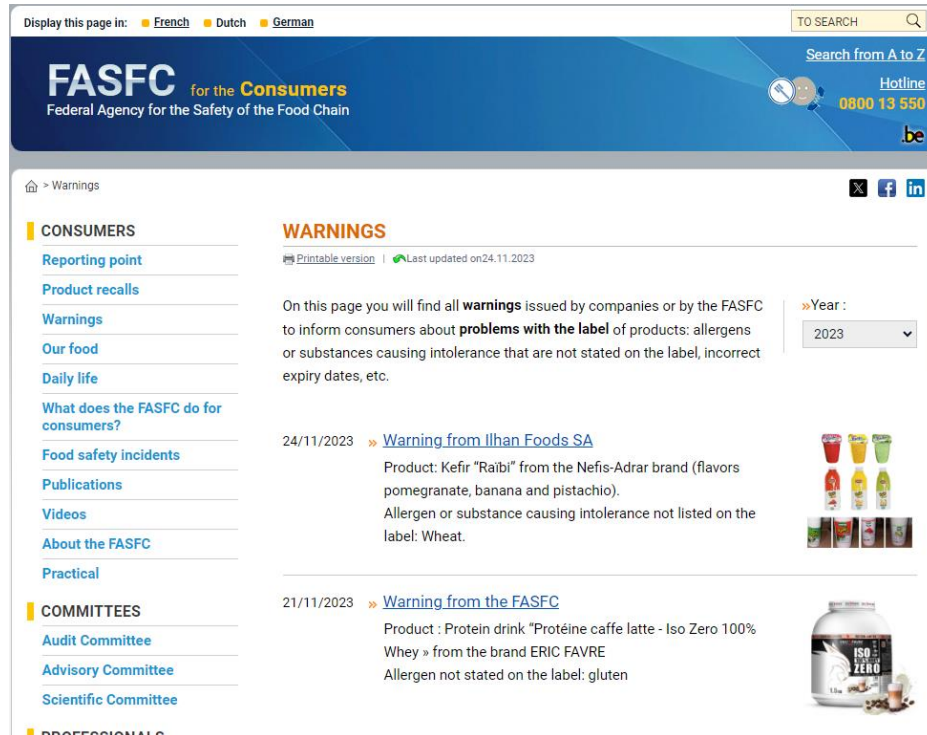 Display this page in: French Dutch German
TO SEARCH
Search from A to Z
FASFC for the Consumers
Federal Agency for the Safety of the Food Chain
Hotline
0800 13 550
.be
> Warnings
CONSUMERS
Reporting point
Product recalls
Warnings
Our food
Daily life
What does the FASFC do for
consumers?
Food safety incidents
Publications
Videos
About the FASFC
Practical
COMMITTEES
Audit Committee
Advisory Committee
Scientific Committee
WARNINGS
Printable version | Last updated on24.11.2023
On this page you will find all warnings issued by companies or by the FASFC
to inform consumers about problems with the label of products: allergens
or substances causing intolerance that are not stated on the label, incorrect
expiry dates, etc.
»Year :
2023
24/11/2023 » Warning from Ilhan Foods SA
Product: Kefir “Raïbi” from the Nefis-Adrar brand (flavors
pomegranate, banana and pistachio).
Allergen or substance causing intolerance not listed on the
label: Wheat.
21/11/2023 » Warning from the FASFC
Product : Protein drink “Protéine caffe latte - Iso Zero 100%
Whey » from the brand ERIC FAVRE
Allergen not stated on the label: gluten
ISO
ZERO